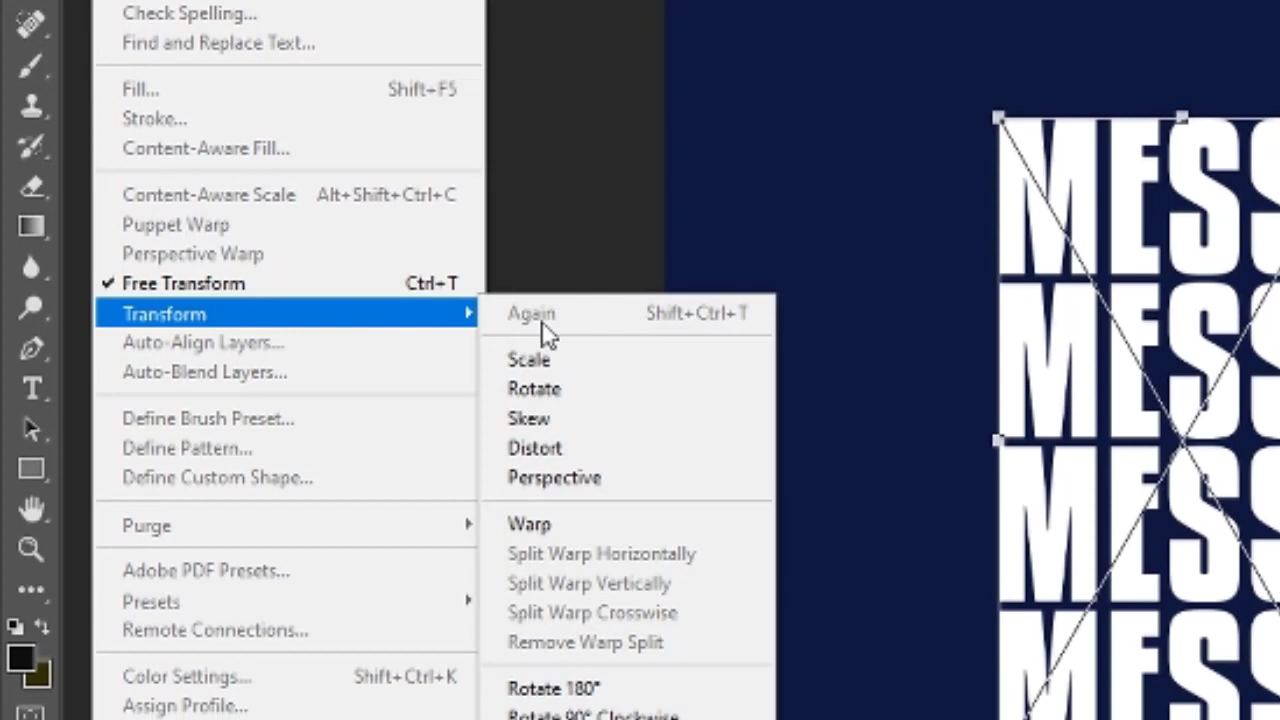 Check Spelling...
Find and Replace Text...
Fill... Shift+F5
Stroke...
Content-Aware Fill...
Content-Aware Scale Alt+Shift+Ctrl+C
Puppet Warp
Perspective Warp
Free Transform Ctrl+T
Transform
Auto-Align Layers...
Auto-Blend Layers...
Define Brush Preset...
Define Pattern...
Define Custom Shape...
Purge
Adobe PDF Presets...
Presets
Remote Connections...
Color Settings... Shift+Ctrl+K
Assign Profile...
Again Shift+Ctrl+T
Scale
Rotate
Skew
Distort
Perspective
Warp
Split Warp Horizontally
Split Warp Vertically
Split Warp Crosswise
Remove Warp Split
Rotate 180°
Rotate 90° Clockwise
MESS
MESS
MESS
MESS